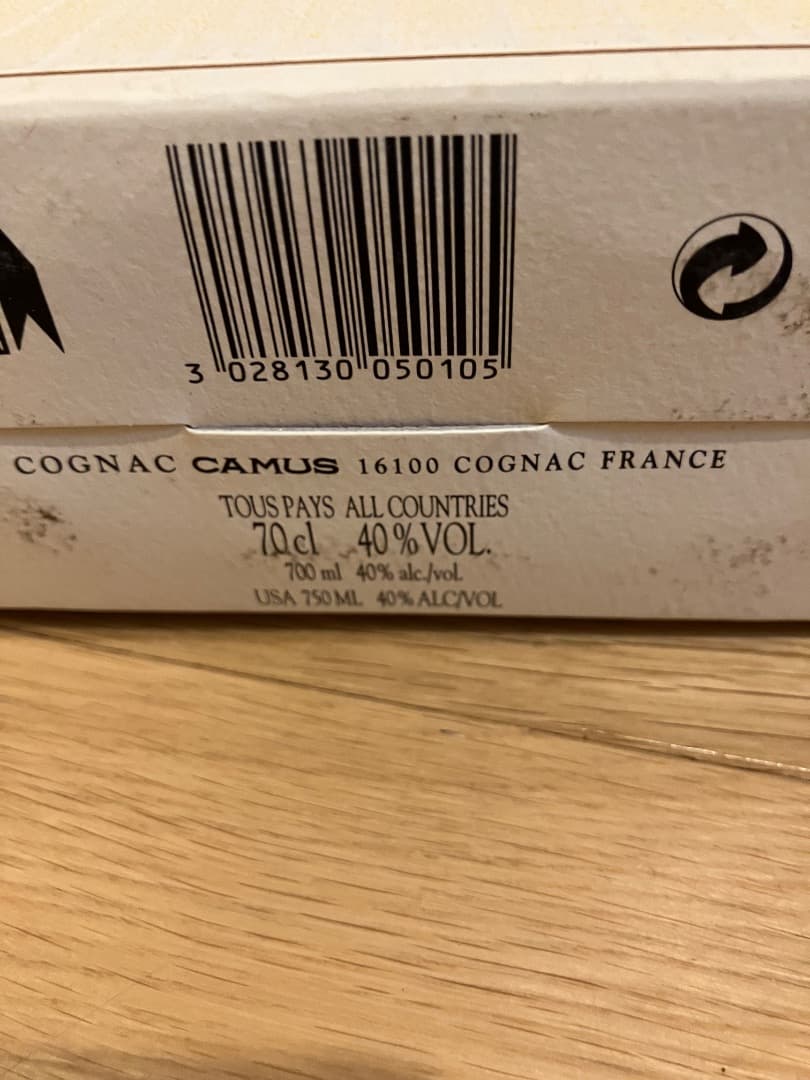 3 028130 050105
COGNAC CAMUS 16100 COGNAC FRANCE
TOUS PAYS ALL COUNTRIES
70cl 40%VOL.
700 ml 40% alc./vol.
USA 750 ML 40% ALC/VOL